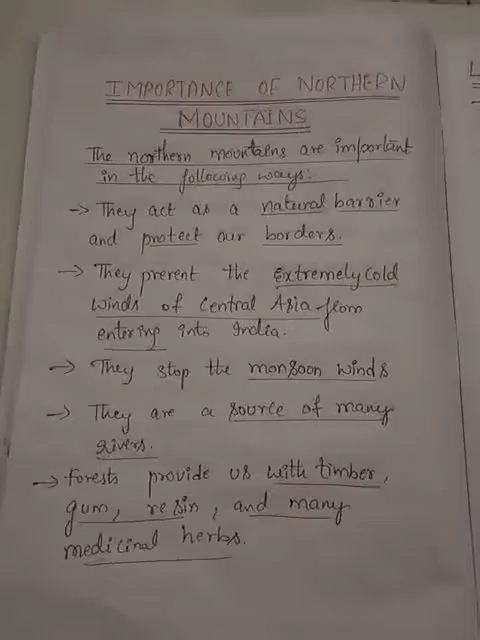 IMPORTANCE OF NORTHERN
MOUNTAINS
The northern mountains are important
in the following ways:
→ They act as a natural barrier
and protect our borders.
→ They prevent the extremely cold
winds of Central Asia from
entering into India.
→ They stop the monsoon winds
→ They are a source of many
rivers.
→ Forests provide us with timber,
gum, resin, and many
medicinal herbs.